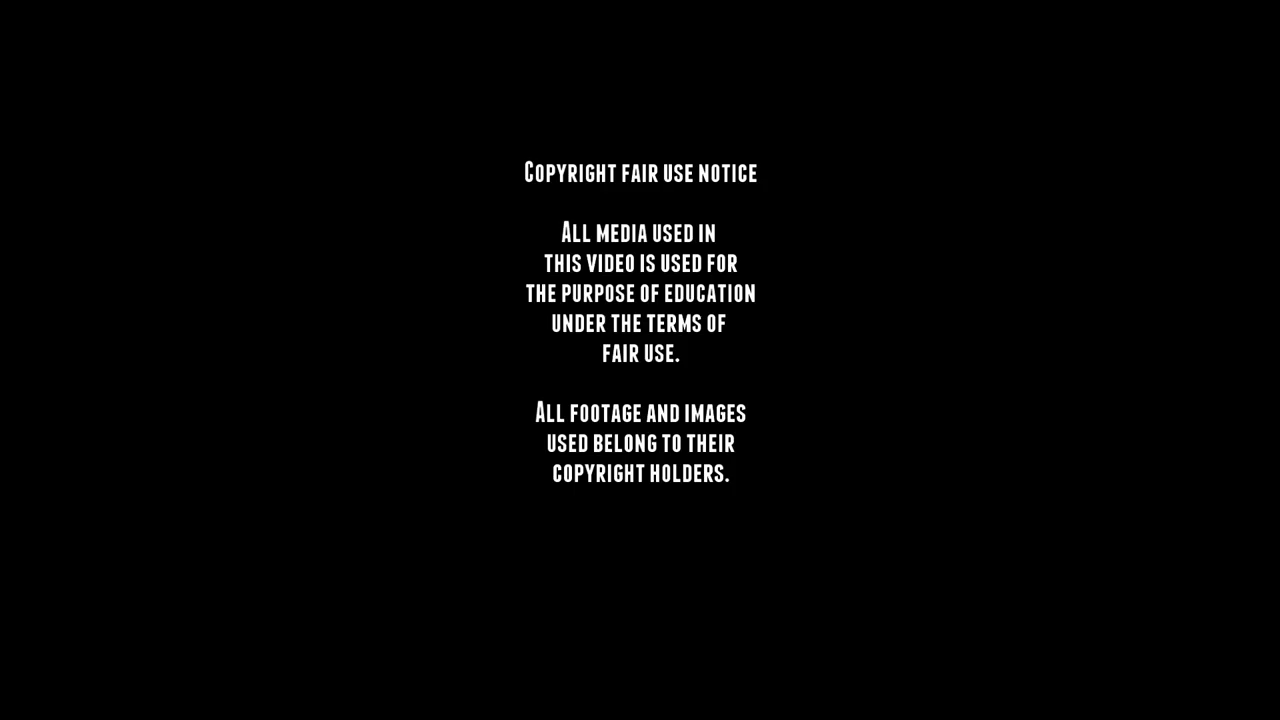 Copyright fair use notice
All media used in
this video is used for
the purpose of education
under the terms of
fair use.
All footage and images
used belong to their
copyright holders.